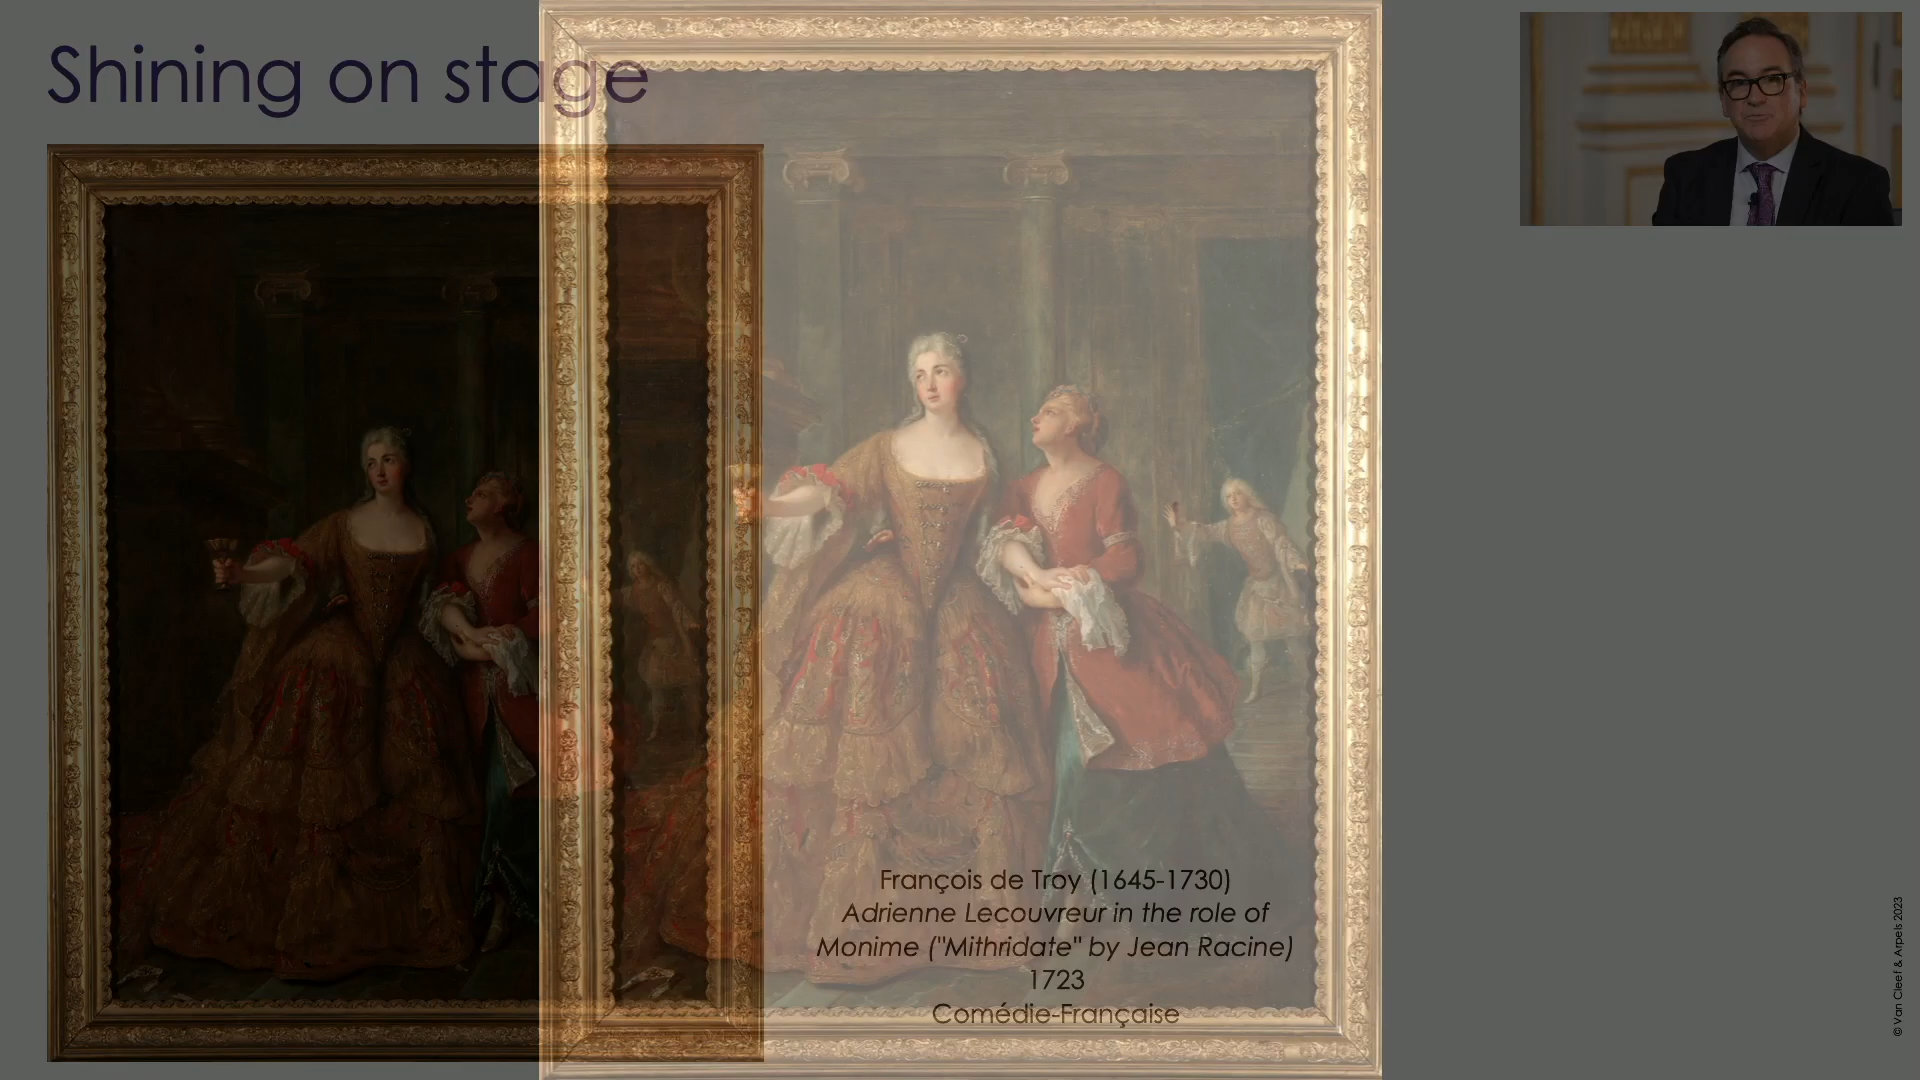 Shining on stage
François de Troy (1645-1730)
Adrienne Lecouvreur in the role of
Monime ("Mithridate" by Jean Racine)
1723
Comédie-Française
© Van Cleef & Arpels 2023